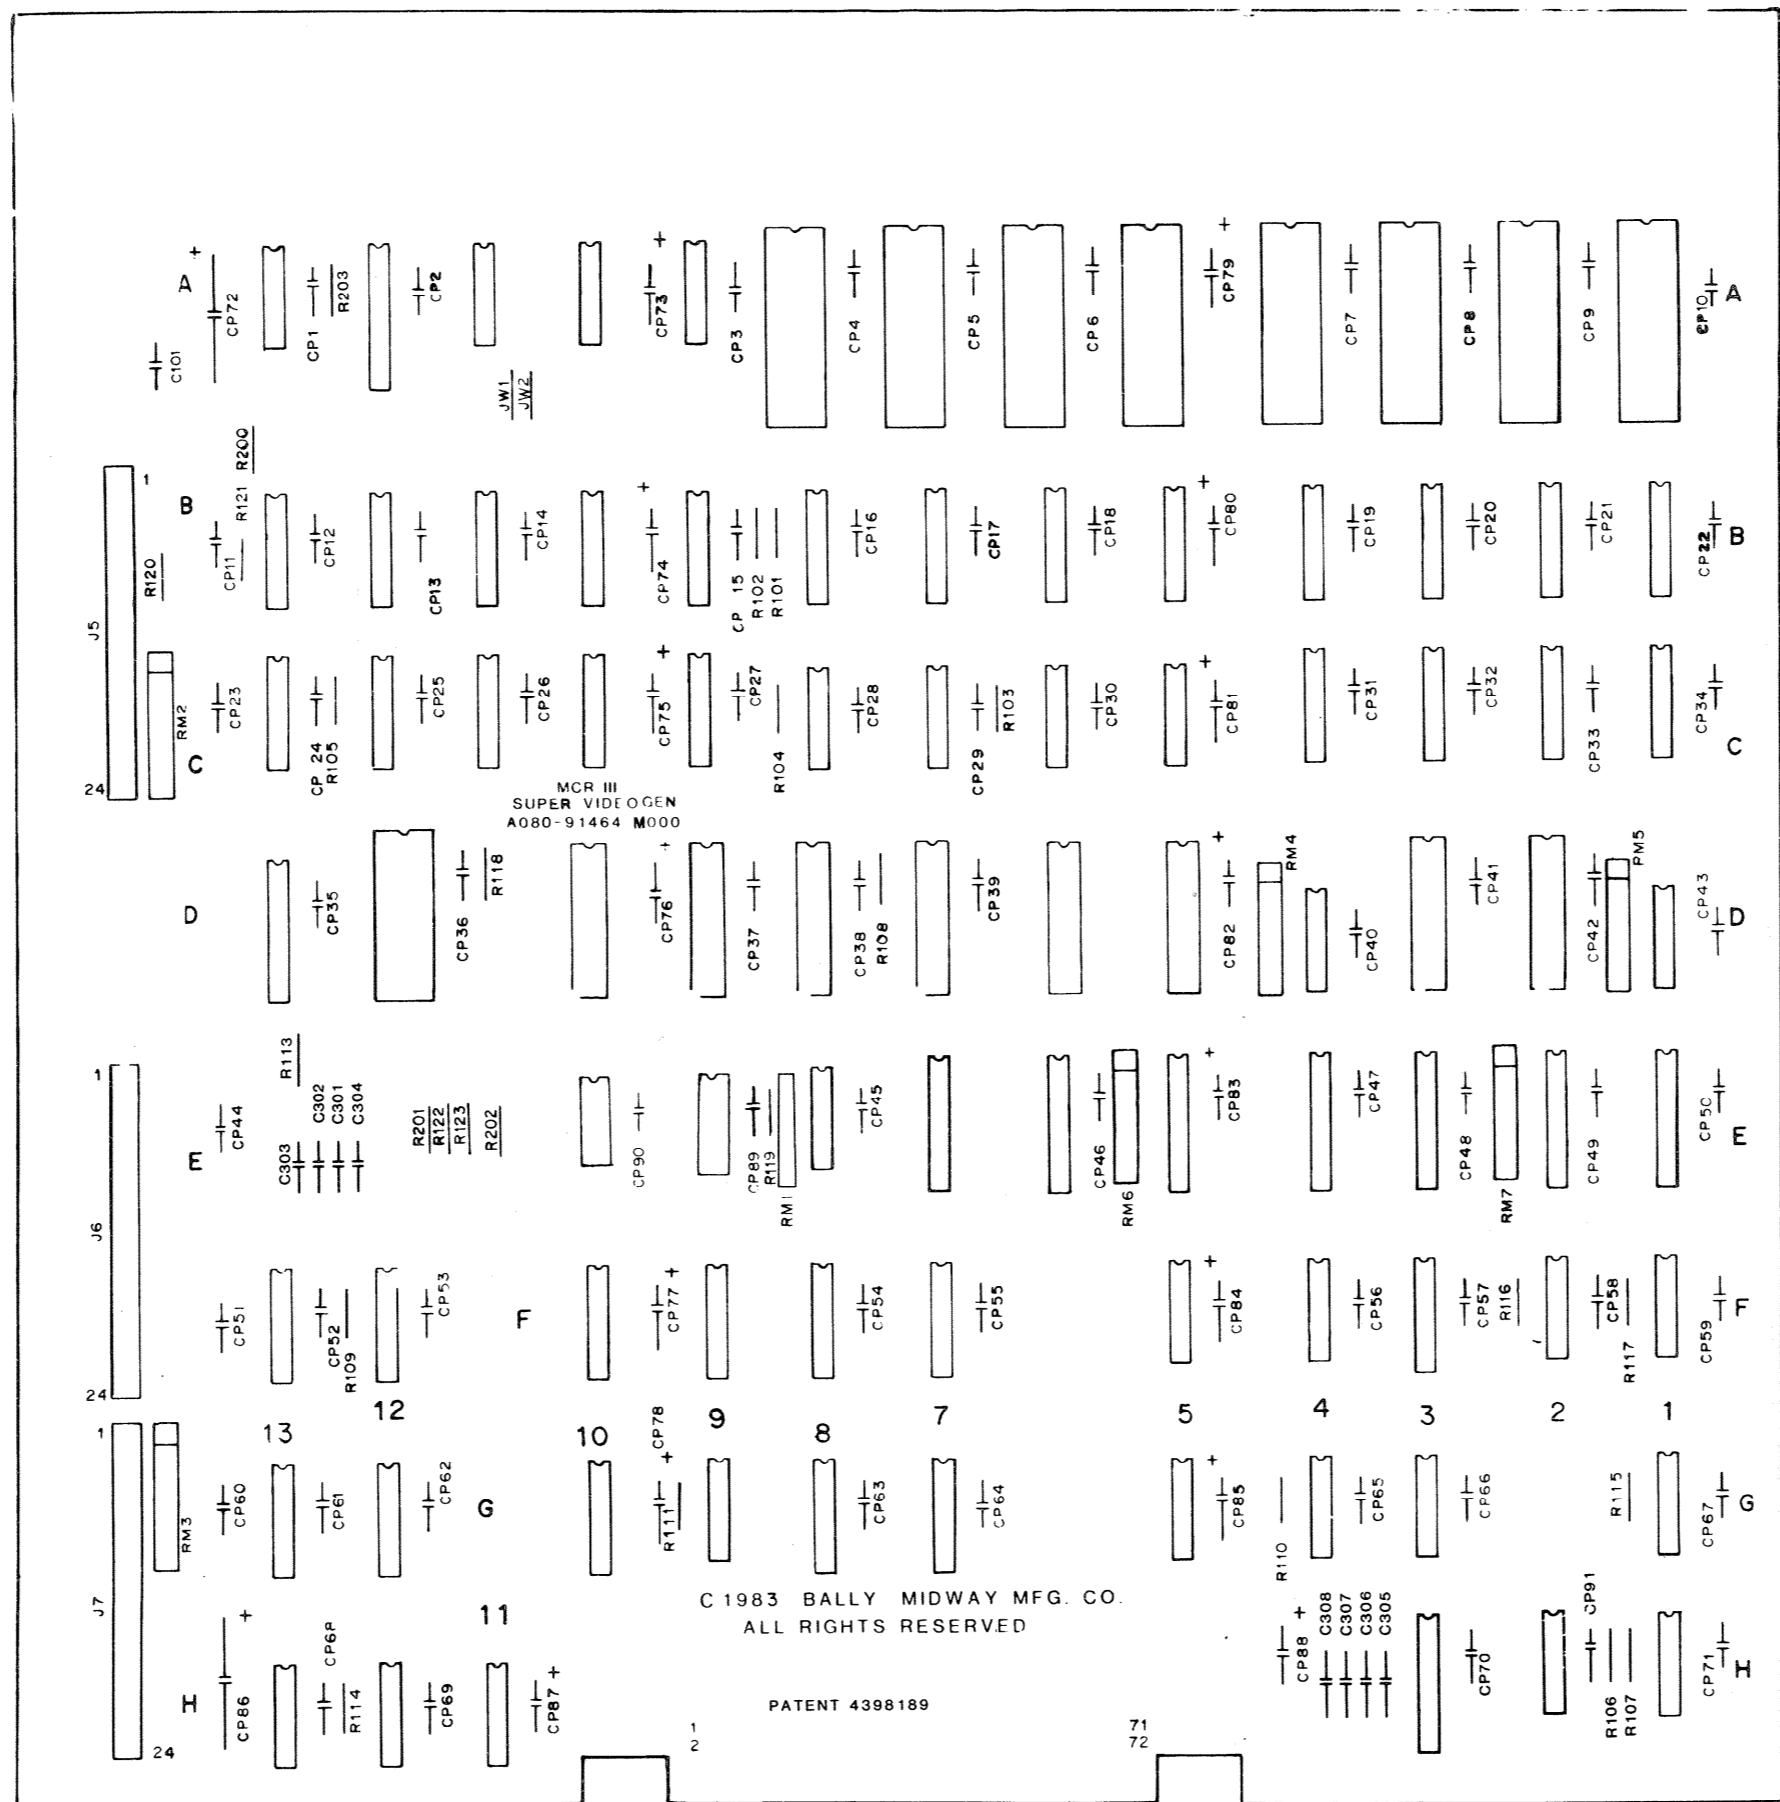 A
CP72
C101
CP1
R203
CP2
JW1
JW2
CP73
CP3
CP4
CP5
CP6
CP79
CP7
CP8
CP9
CP10
A
R200
1
B
R121
CP11
R120
J5
CP12
CP13
CP14
CP74
CP 15
R102
R101
CP16
CP17
CP18
CP80
CP19
CP20
CP21
CP22
B
RM2
24
C
CP23
CP 24
R105
CP25
CP26
CP75
CP27
R104
CP28
CP29
R103
CP30
CP81
CP31
CP32
CP33
CP34
C
MCR III
SUPER VIDEOGEN
A080-91464 M000
D
CP35
CP36
R118
CP76
CP37
CP38
R108
CP39
CP82
RM4
CP40
CP41
CP42
RM5
CP43
D
1
J6
24
E
CP44
R113
C303
C302
C301
C304
R201
R122
R123
R202
CP90
CP89
R119
RM1
CP45
CP46
RM6
CP83
CP47
CP48
RM7
CP49
CP50
E
CP51
CP52
R109
CP53
F
CP77
CP54
CP55
CP84
CP56
CP57
R116
CP58
R117
CP59
F
13
12
10
CP78
9
8
7
5
4
3
2
1
1
J7
24
RM3
CP60
CP61
CP62
G
R111
CP63
CP64
CP85
R110
CP65
CP66
R115
CP67
G
C 1983 BALLY MIDWAY MFG. CO.
ALL RIGHTS RESERVED
H
CP86
CP68
R114
CP69
11
CP87
PATENT 4398189
1
2
71
72
CP88
C308
C307
C306
C305
CP70
CP91
R106
R107
CP71
H